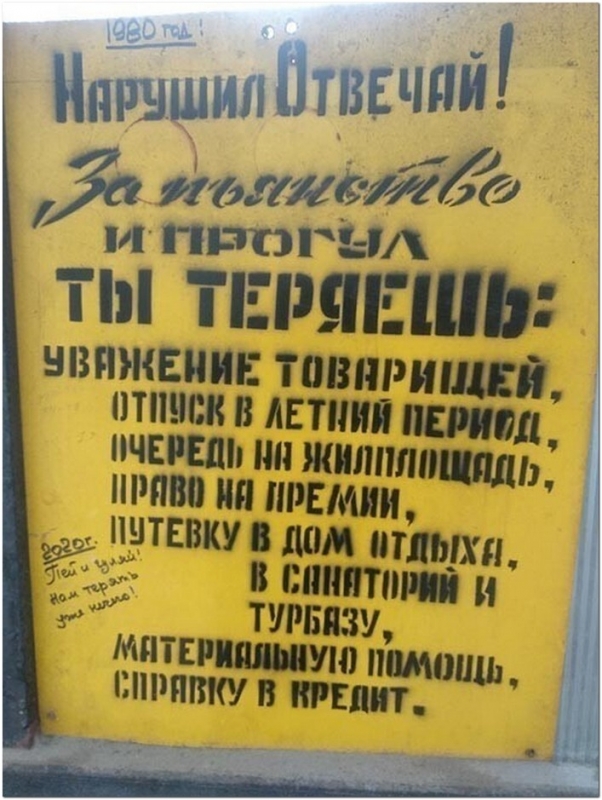 1980 год!
Нарушил Отвечай!
За пьянство
и прогул
ты теряешь:
уважение товарищей,
отпуск в летний период,
очередь на жилплощадь,
право на премии,
путевку в дом отдыха,
в санаторий и
турбазу,
материальную помощь,
справку в кредит.
2020г.
Пей и гуляй!
Нам терять
уже нечего!